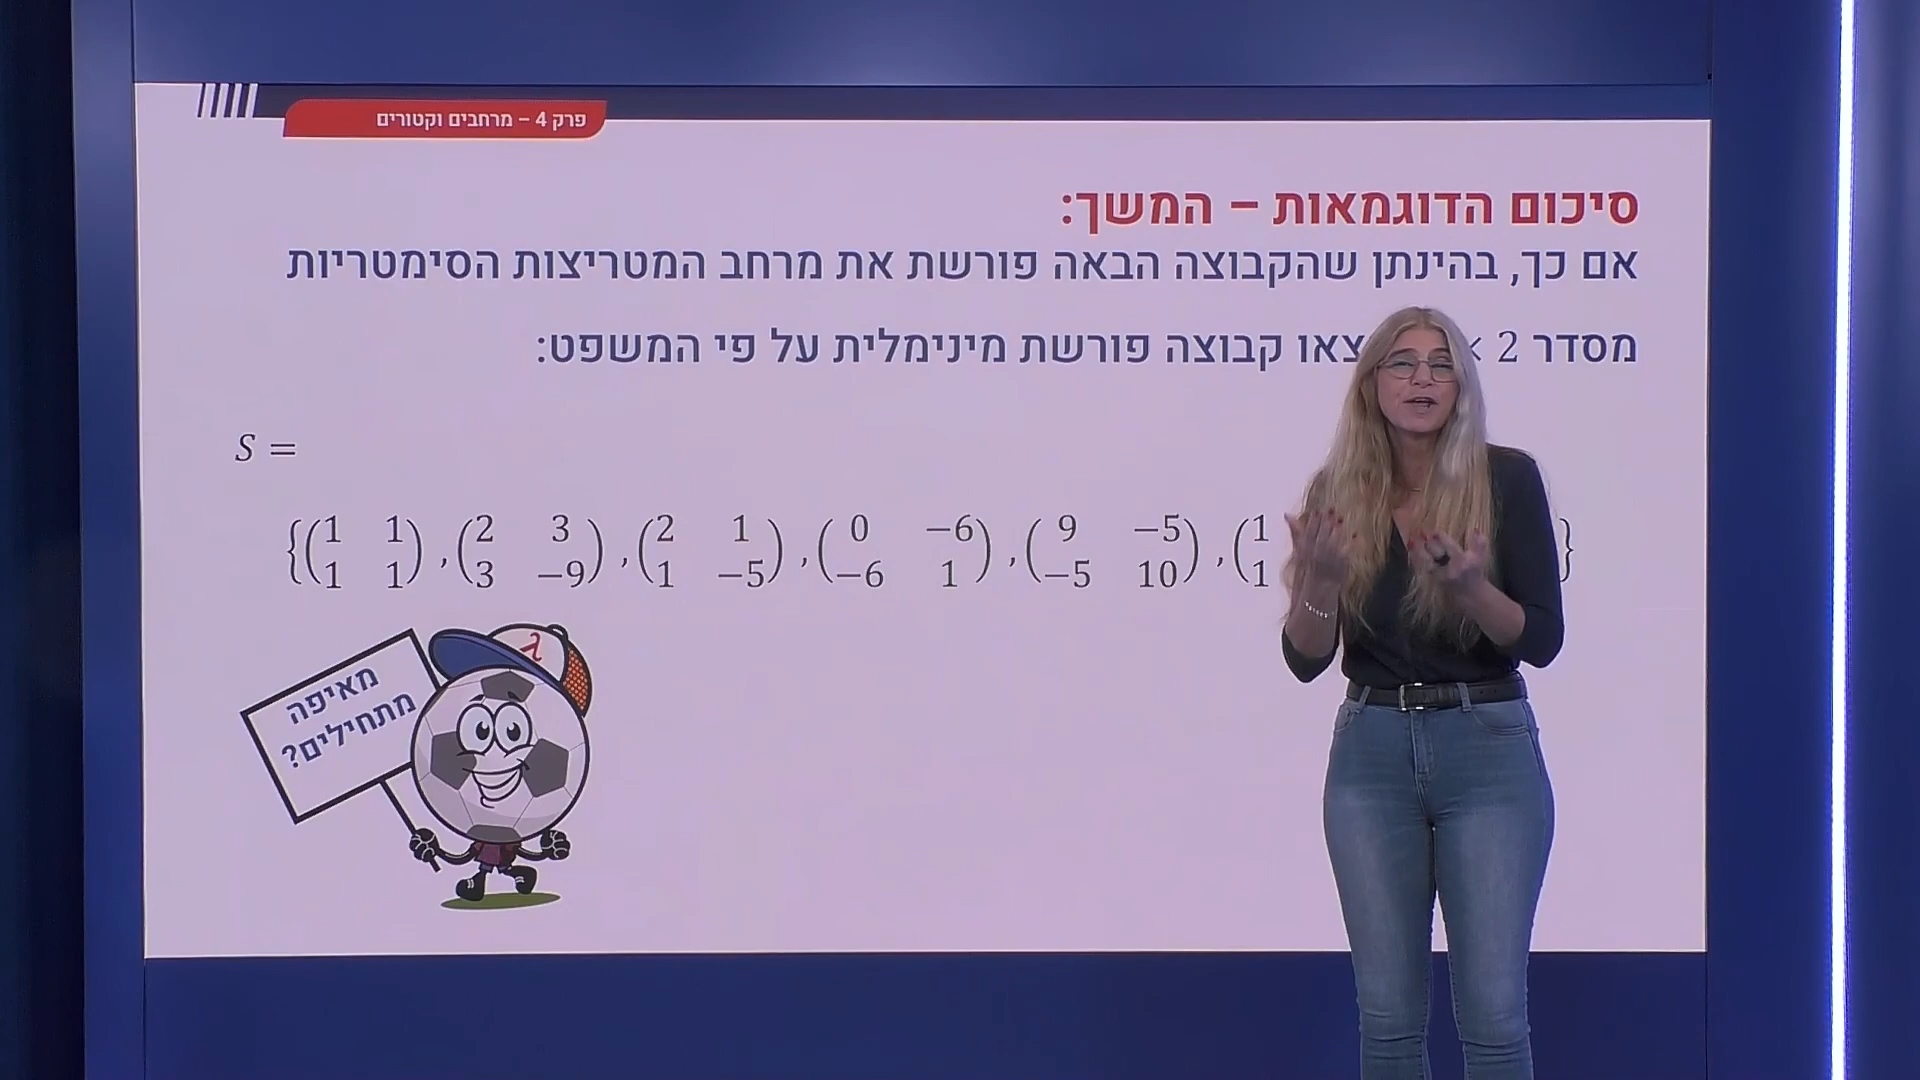 פרק 4 – מרחבים וקטורים
סיכום הדוגמאות – המשך:
אם כך, בהינתן שהקבוצה הבאה פורשת את מרחב המטריצות הסימטריות
מסדר 2 × צאו קבוצה פורשת מינימלית על פי המשפט:
S =
{(1 1
1 1), (2 3
3 −9), (2 1
1 −5), (0 −6
−6 1), (9 −5
−5 10), (1
1 }
λ
מאיפה
מתחילים?